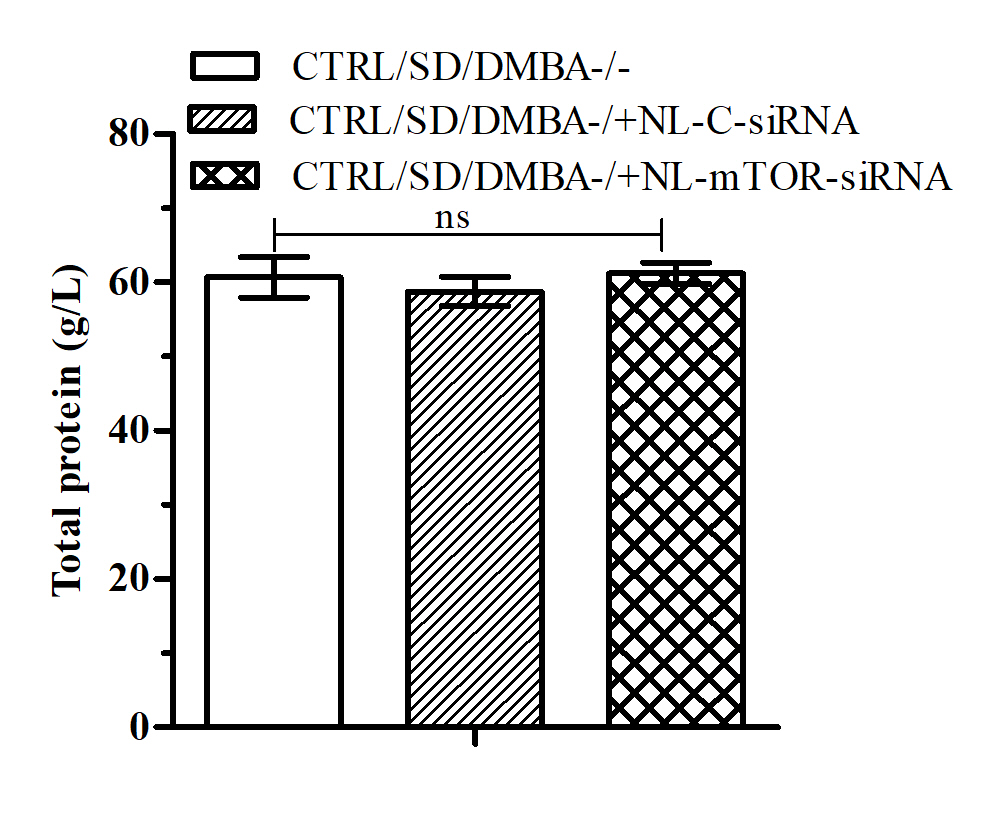 CTRL/SD/DMBA-/-
CTRL/SD/DMBA-/+NL-C-siRNA
CTRL/SD/DMBA-/+NL-mTOR-siRNA
ns
Total protein (g/L)
80
60
40
20
0